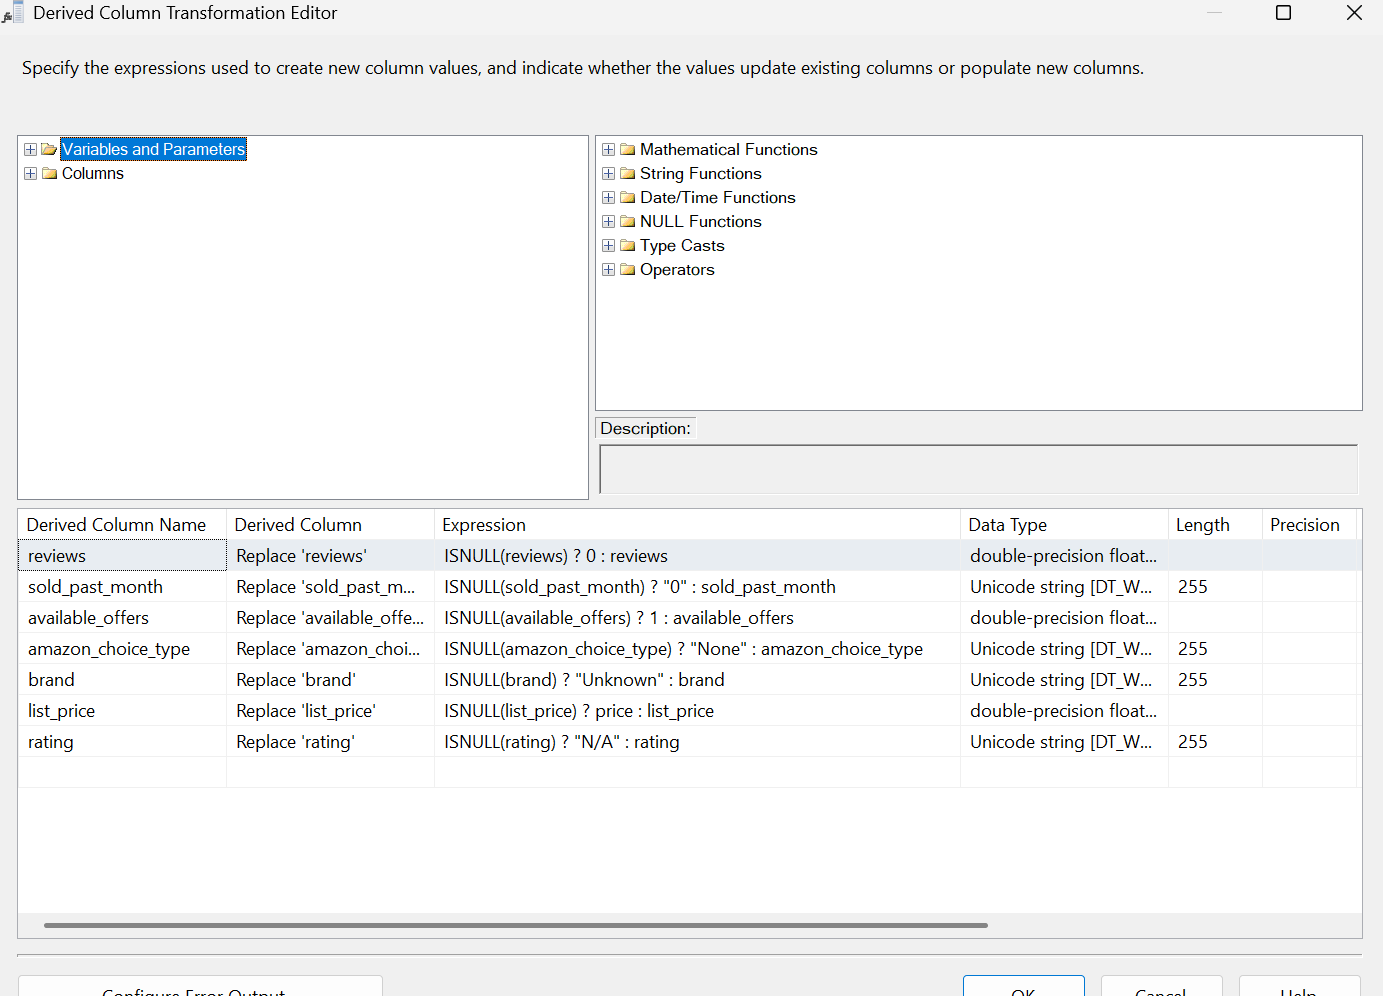 Derived Column Transformation Editor
Specify the expressions used to create new column values, and indicate whether the values update existing columns or populate new columns.
Variables and Parameters
Columns
Mathematical Functions
String Functions
Date/Time Functions
NULL Functions
Type Casts
Operators
Description:
Derived Column Name Derived Column Expression Data Type Length Precision
reviews Replace 'reviews' ISNULL(reviews) ? 0 : reviews double-precision float...
sold_past_month Replace 'sold_past_m... ISNULL(sold_past_month) ? "0" : sold_past_month Unicode string [DT_W... 255
available_offers Replace 'available_offe... ISNULL(available_offers) ? 1 : available_offers double-precision float...
amazon_choice_type Replace 'amazon_choi... ISNULL(amazon_choice_type) ? "None" : amazon_choice_type Unicode string [DT_W... 255
brand Replace 'brand' ISNULL(brand) ? "Unknown" : brand Unicode string [DT_W... 255
list_price Replace 'list_price' ISNULL(list_price) ? price : list_price double-precision float...
rating Replace 'rating' ISNULL(rating) ? "N/A" : rating Unicode string [DT_W... 255
Configure Error Output OK Cancel Help